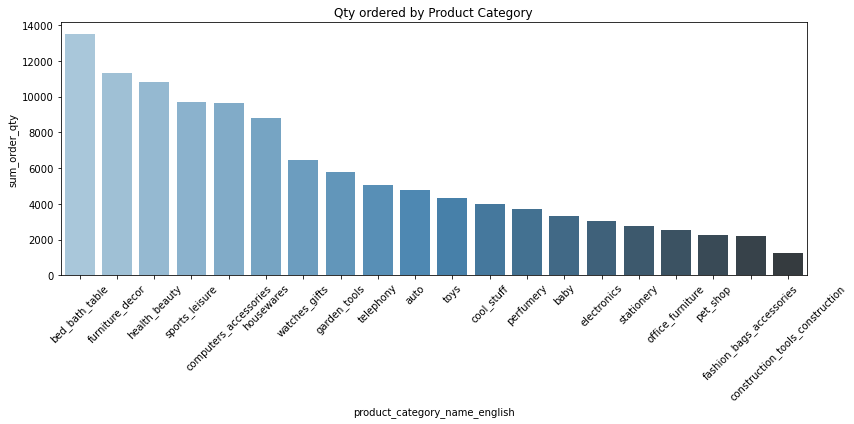 Qty ordered by Product Category
sum_order_qty
14000
12000
10000
8000
6000
4000
2000
0
bed_bath_table
furniture_decor
health_beauty
sports_leisure
computers_accessories
housewares
watches_gifts
garden_tools
telephony
auto
toys
cool_stuff
perfumery
baby
electronics
stationery
office_furniture
pet_shop
fashion_bags_accessories
construction_tools_construction
product_category_name_english